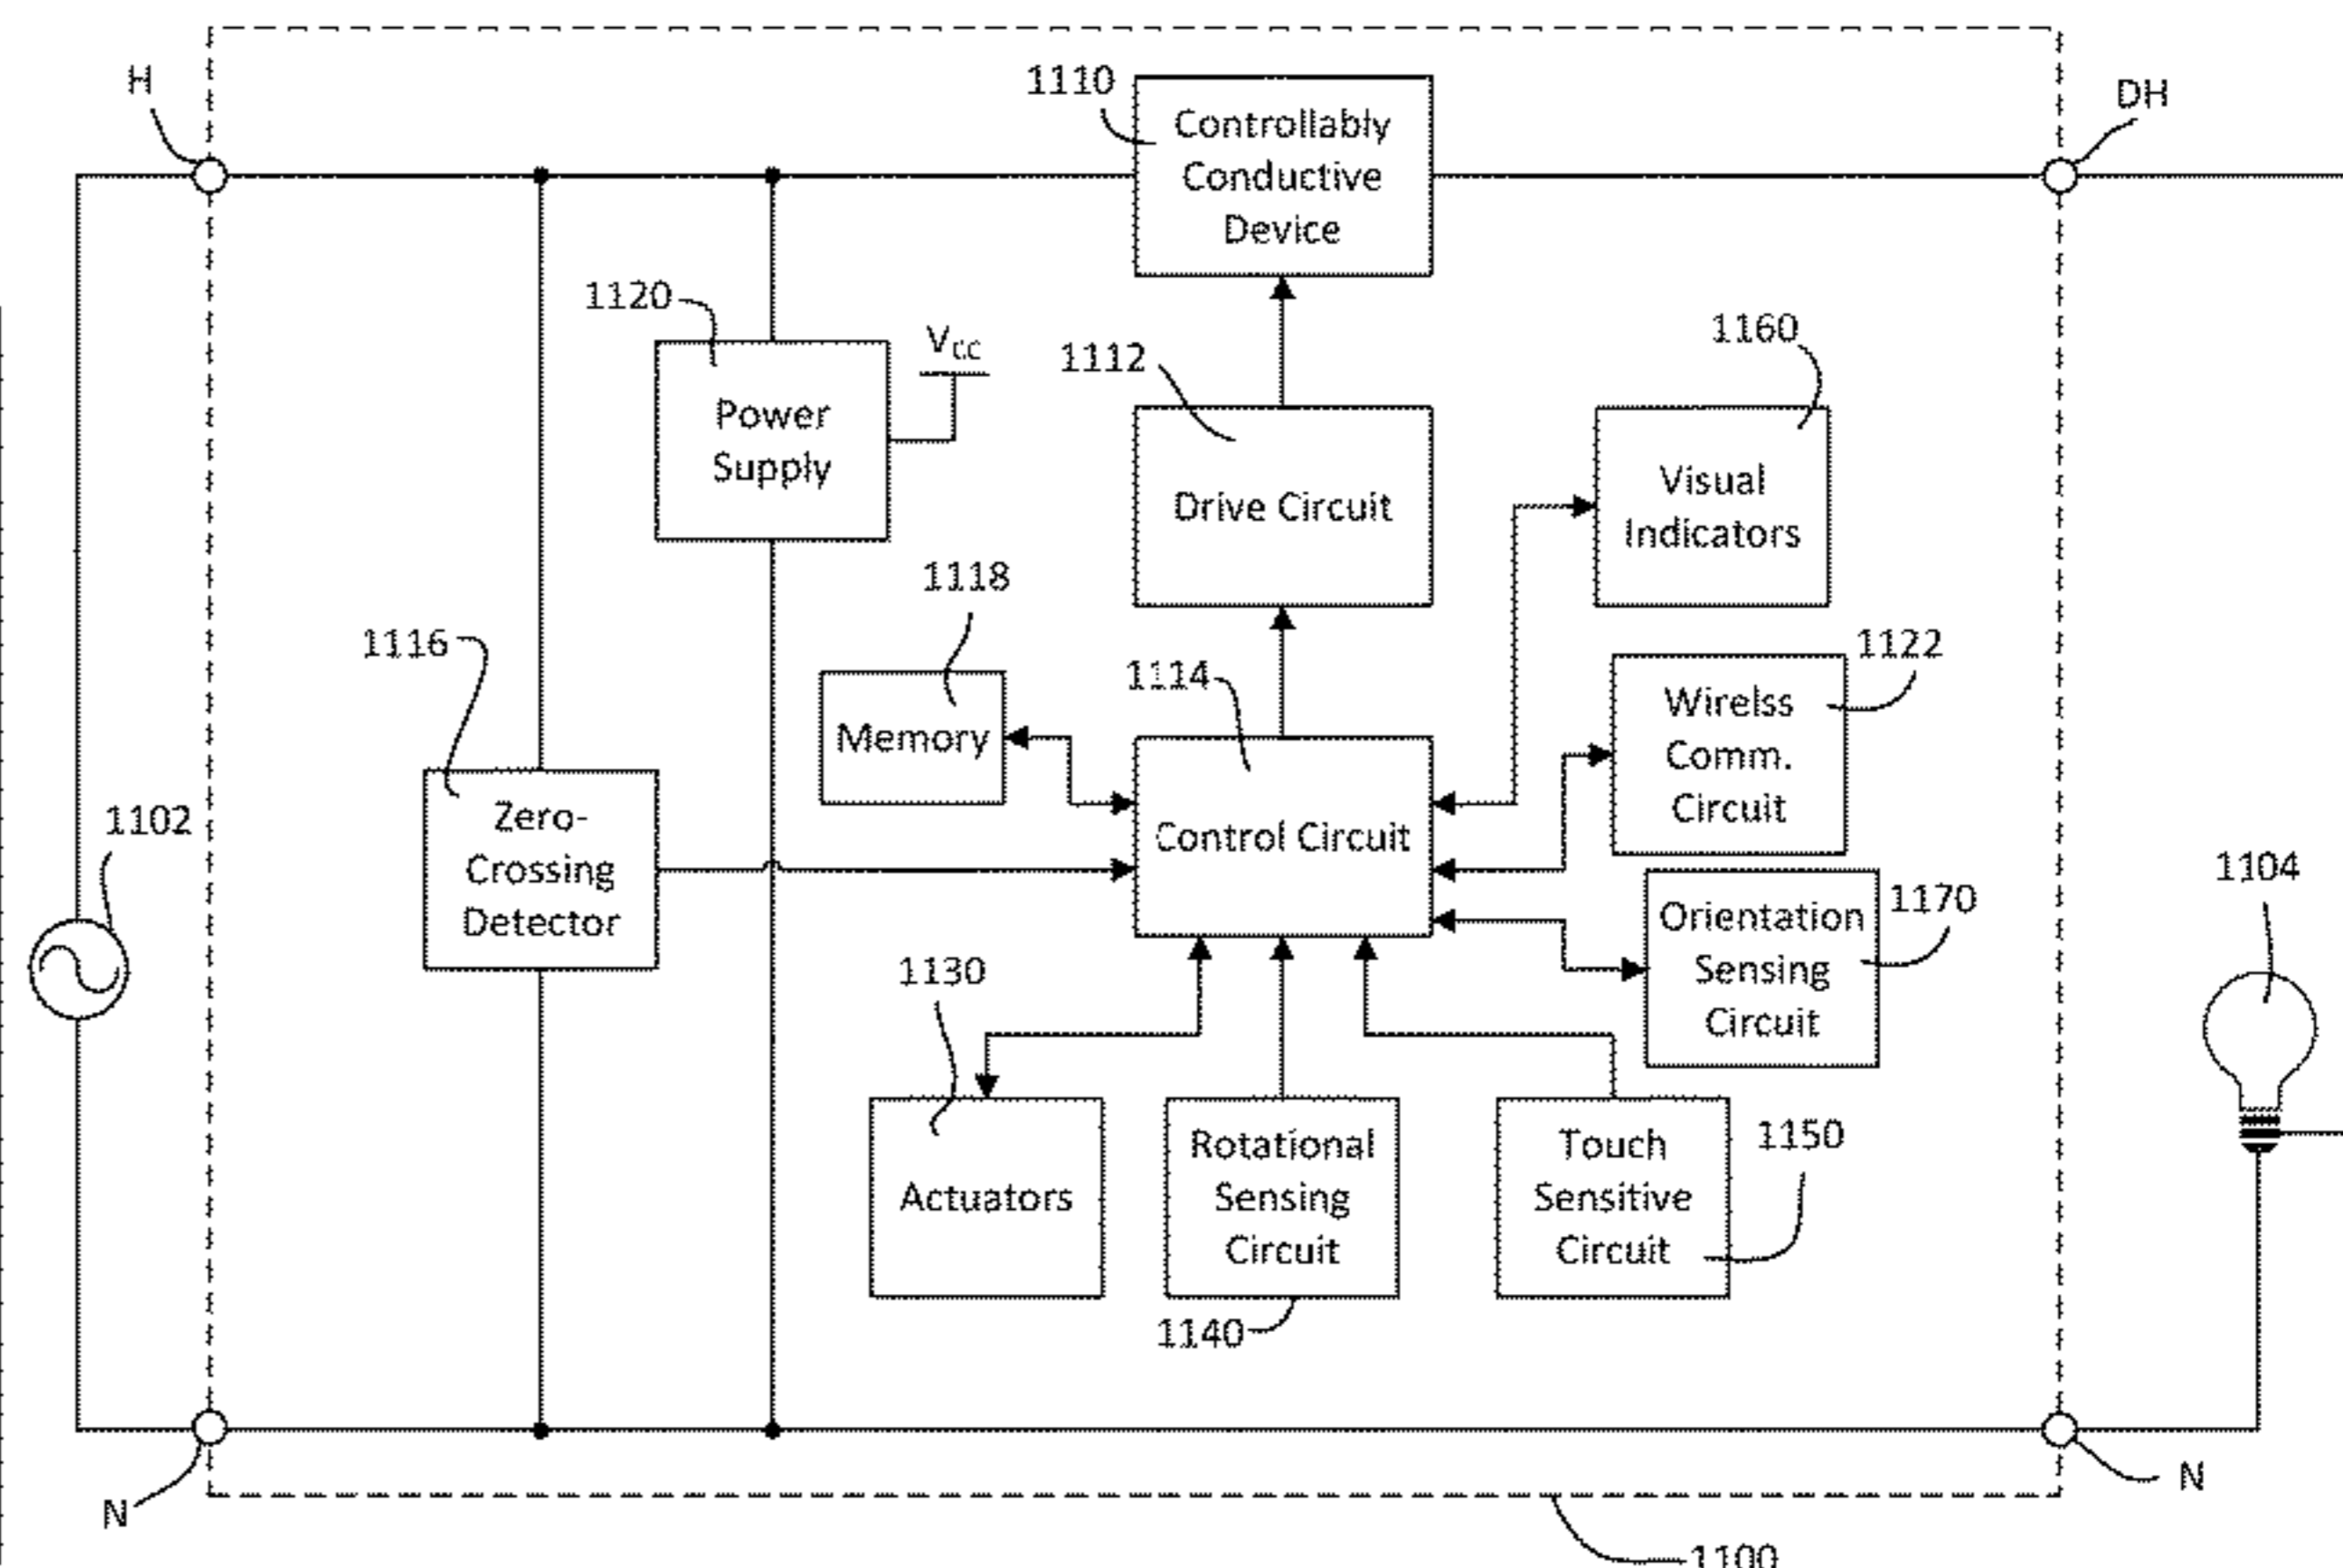 H
1110
DH
Controllably
Conductive
Device
1120
VCC
1112
1160
Power
Supply
Drive Circuit
Visual
Indicators
1118
1116
1114
1122
Memory
Wirelss
Comm.
Circuit
1102
Zero-
Crossing
Detector
Control Circuit
1104
1170
Orientation
Sensing
Circuit
1130
Actuators
Rotational
Sensing
Circuit
Touch
Sensitive
Circuit
1150
1140
N
N
1100